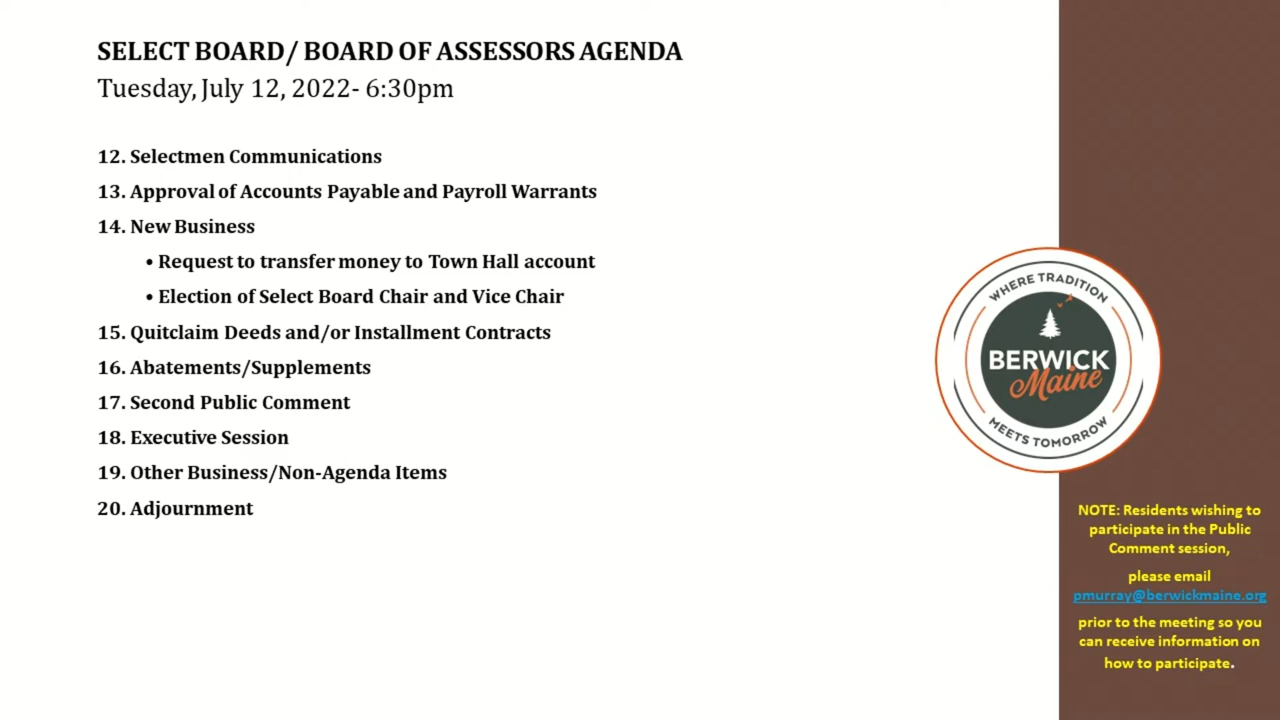 SELECT BOARD/ BOARD OF ASSESSORS AGENDA
Tuesday, July 12, 2022- 6:30pm
12. Selectmen Communications
13. Approval of Accounts Payable and Payroll Warrants
14. New Business
• Request to transfer money to Town Hall account
• Election of Select Board Chair and Vice Chair
15. Quitclaim Deeds and/or Installment Contracts
16. Abatements/Supplements
17. Second Public Comment
18. Executive Session
19. Other Business/Non-Agenda Items
20. Adjournment
WHERE TRADITION
BERWICK
Maine
MEETS TOMORROW
NOTE: Residents wishing to
participate in the Public
Comment session,
please email
pmurray@berwickmaine.org
prior to the meeting so you
can receive information on
how to participate.